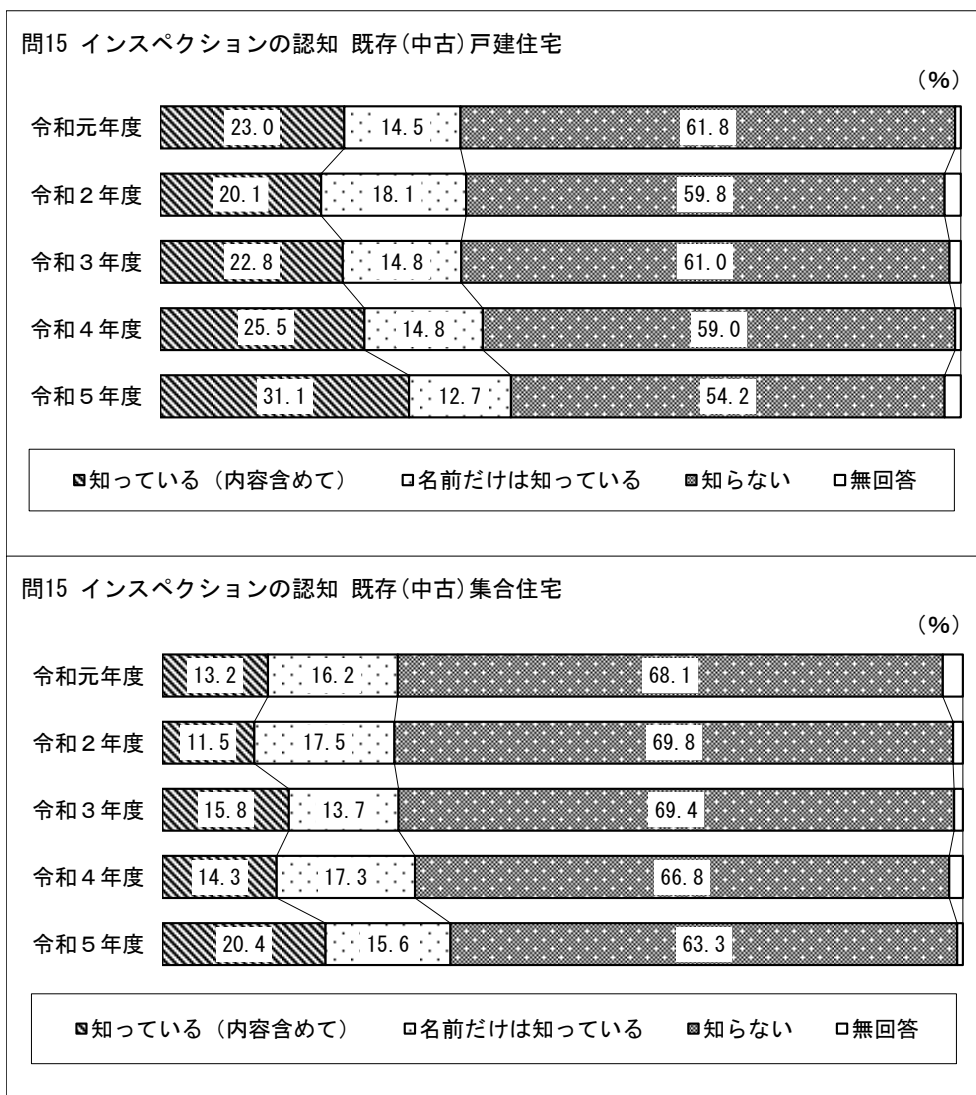 問15 インスペクションの認知 既存(中古)戸建住宅
(%)
令和元年度 23.0 14.5 61.8
令和２年度 20.1 18.1 59.8
令和３年度 22.8 14.8 61.0
令和４年度 25.5 14.8 59.0
令和５年度 31.1 12.7 54.2
知っている（内容含めて） 名前だけは知っている 知らない 無回答
問15 インスペクションの認知 既存(中古)集合住宅
(%)
令和元年度 13.2 16.2 68.1
令和２年度 11.5 17.5 69.8
令和３年度 15.8 13.7 69.4
令和４年度 14.3 17.3 66.8
令和５年度 20.4 15.6 63.3
知っている（内容含めて） 名前だけは知っている 知らない 無回答